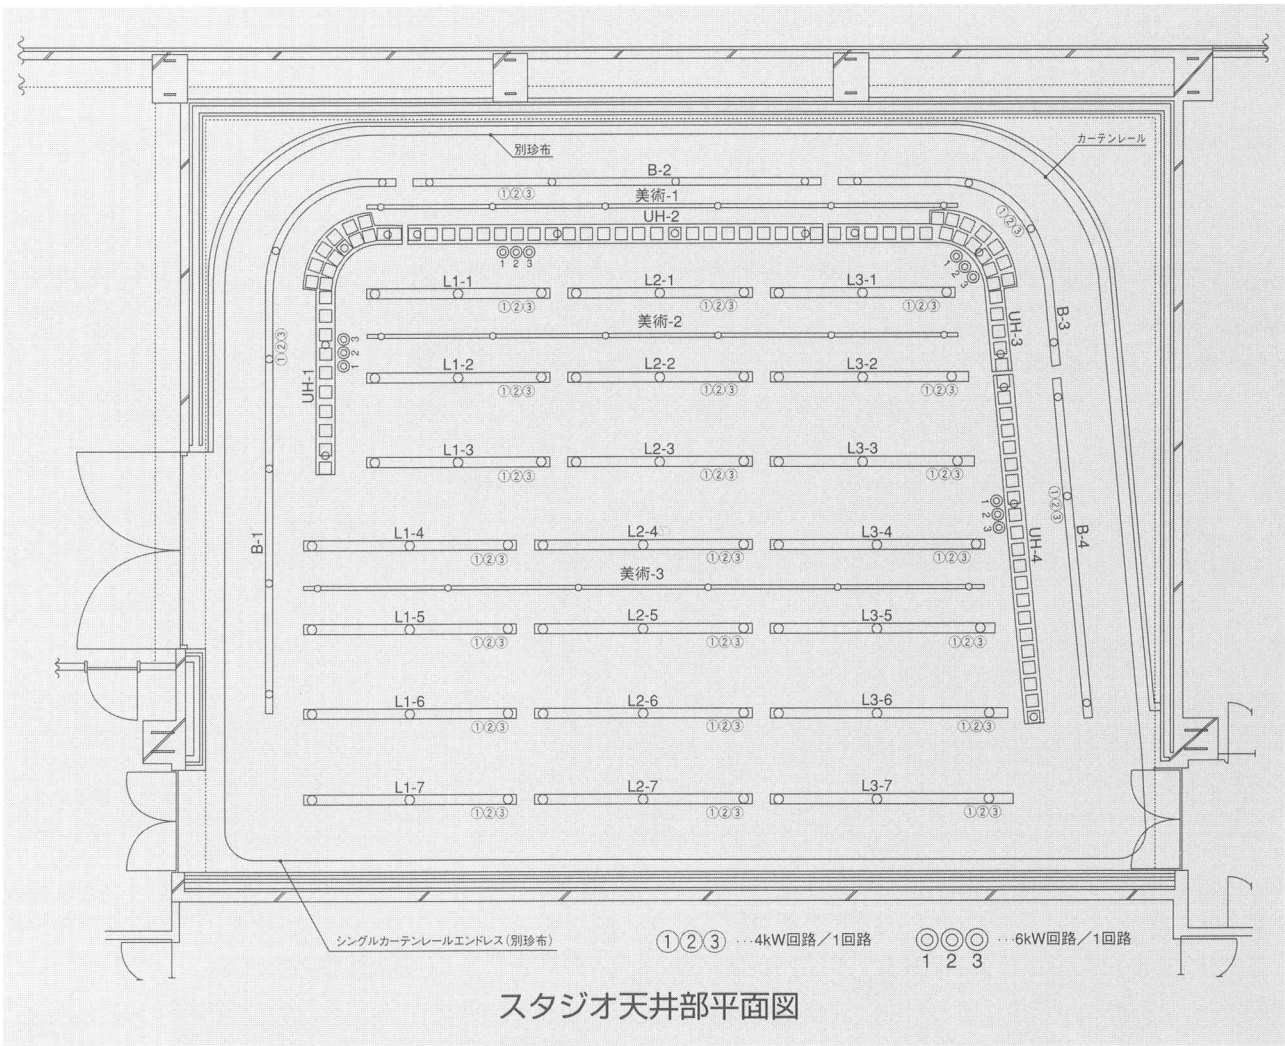 別珍布
カーテンレール
B-2
①②③
美術-1
UH-2
①②③
1 2 3
1 2 3
L1-1
L2-1
L3-1
①②③
①②③
①②③
B-3
UH-3
美術-2
①②③
3
2
1
UH-1
L1-2
L2-2
L3-2
①②③
①②③
①②③
L1-3
L2-3
L3-3
①②③
①②③
①②③
①②③
1
2
3
B-1
L1-4
L2-4
L3-4
UH-4
B-4
①②③
①②③
①②③
美術-3
L1-5
L2-5
L3-5
①②③
①②③
①②③
L1-6
L2-6
L3-6
①②③
①②③
①②③
L1-7
L2-7
L3-7
①②③
①②③
①②③
シングルカーテンレールエンドレス(別珍布)
①②③ …4kW回路/1回路
◎◎◎ …6kW回路/1回路
1 2 3
スタジオ天井部平面図